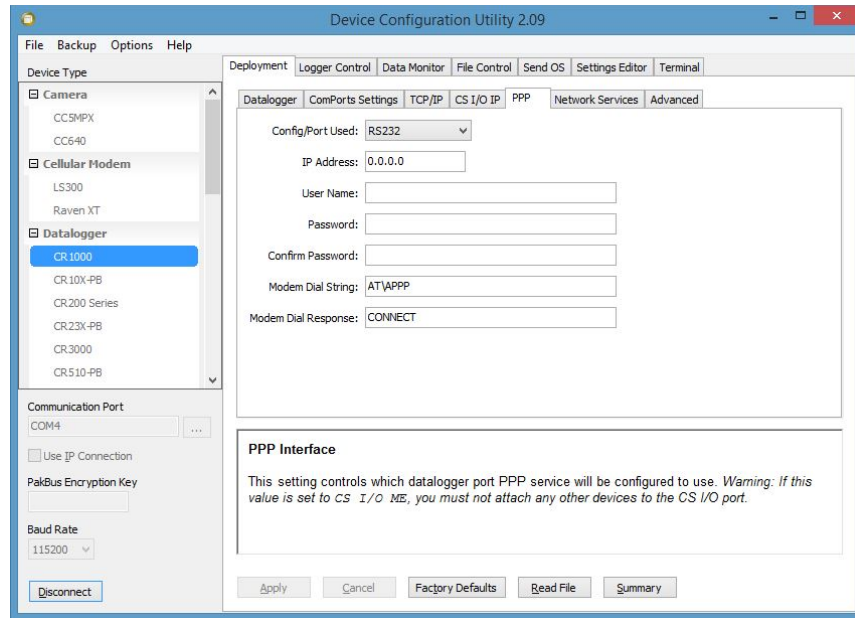 Device Configuration Utility 2.09
File Backup Options Help
Device Type
Camera
CC5MPX
CC640
Cellular Modem
LS300
Raven XT
Datalogger
CR1000
CR10X-PB
CR200 Series
CR23X-PB
CR3000
CR510-PB
Communication Port
COM4
...
Use IP Connection
PakBus Encryption Key
Baud Rate
115200
Disconnect
Deployment Logger Control Data Monitor File Control Send OS Settings Editor Terminal
Datalogger ComPorts Settings TCP/IP CS I/O IP PPP Network Services Advanced
Config/Port Used: RS232
IP Address: 0.0.0.0
User Name:
Password:
Confirm Password:
Modem Dial String: AT\APPP
Modem Dial Response: CONNECT
PPP Interface
This setting controls which datalogger port PPP service will be configured to use. Warning: If this
value is set to CS I/O ME, you must not attach any other devices to the CS I/O port.
Apply Cancel Factory Defaults Read File Summary